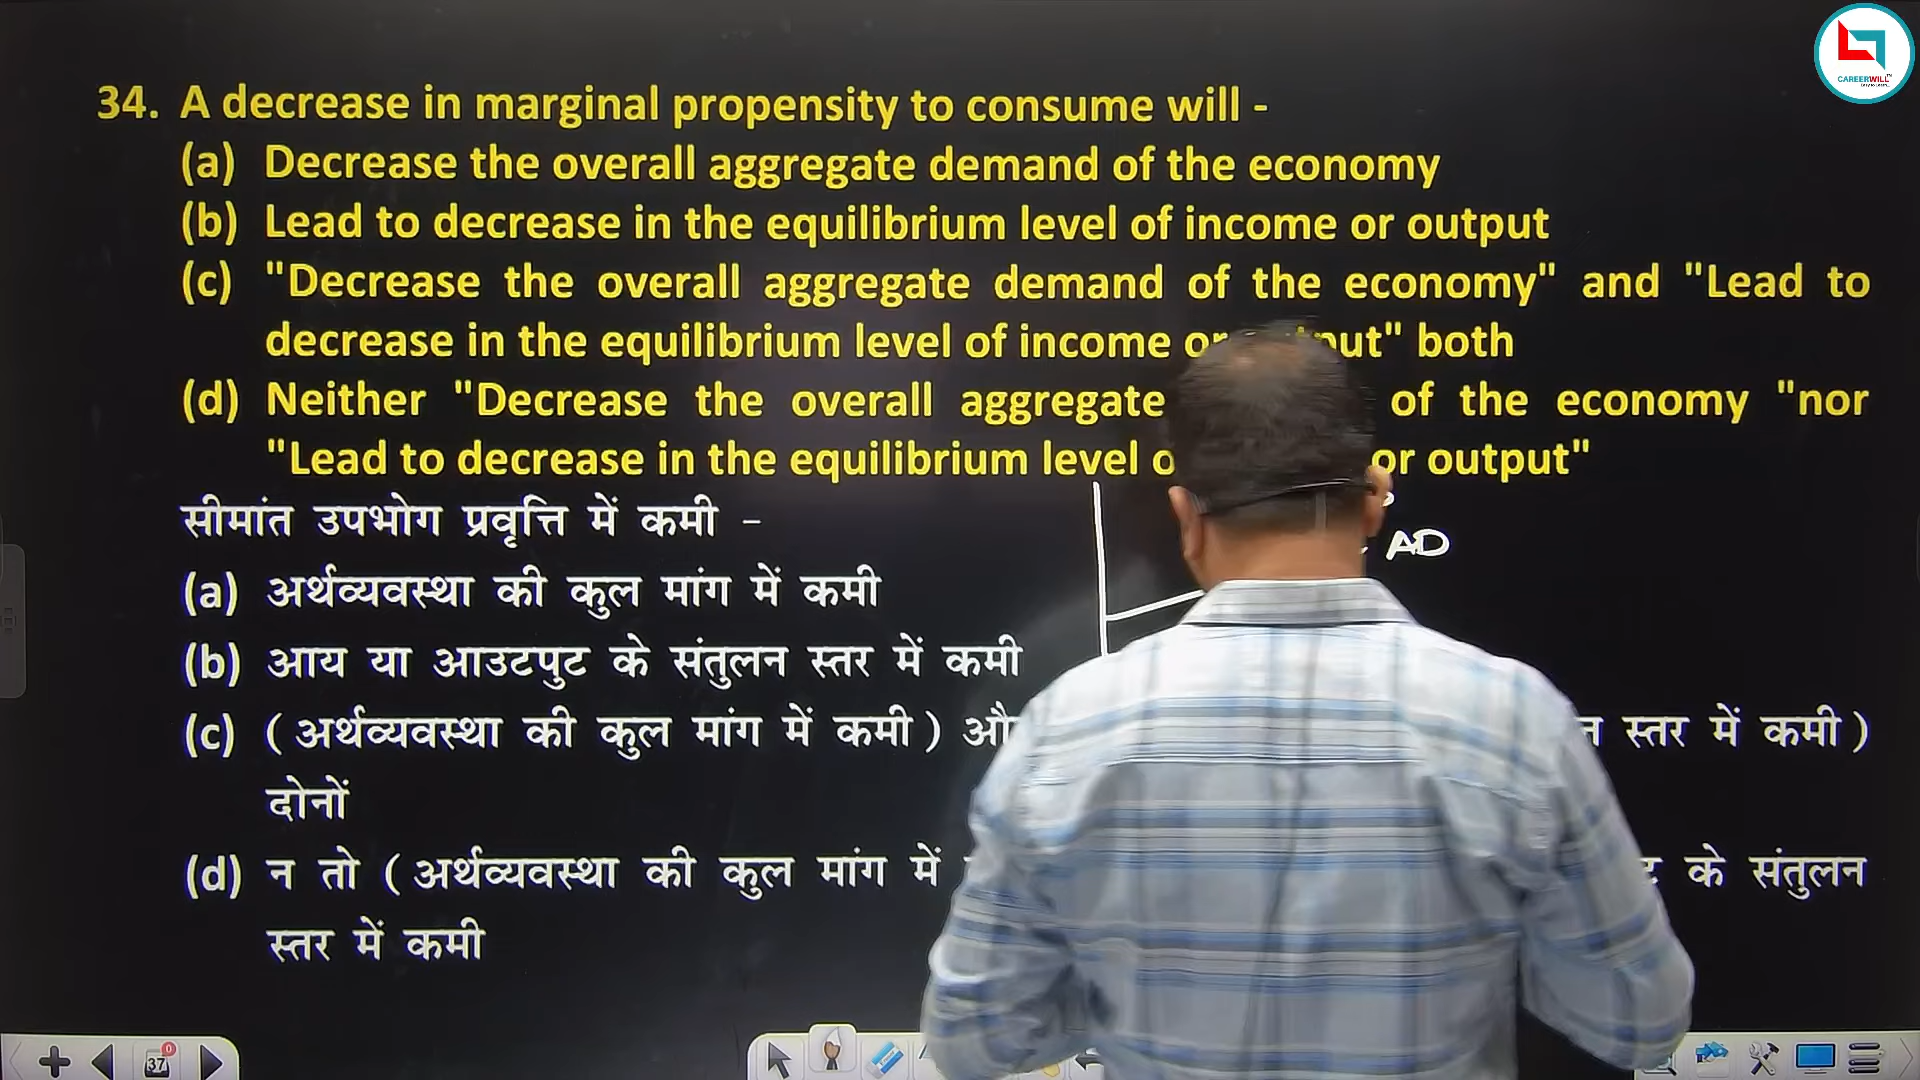 34. A decrease in marginal propensity to consume will -
(a) Decrease the overall aggregate demand of the economy
(b) Lead to decrease in the equilibrium level of income or output
(c) "Decrease the overall aggregate demand of the economy" and "Lead to
decrease in the equilibrium level of income both
(d) Neither "Decrease the overall aggregate of the economy "nor
"Lead to decrease in the equilibrium level or output"
AD
सीमांत उपभोग प्रवृत्ति में कमी -
(a) अर्थव्यवस्था की कुल मांग में कमी
(b) आय या आउटपुट के संतुलन स्तर में कमी
(c) (अर्थव्यवस्था की कुल मांग में कमी) स्तर में कमी)
दोनों
(d) न तो (अर्थव्यवस्था की कुल मांग में के संतुलन
स्तर में कमी
CAREERWILL
37
0